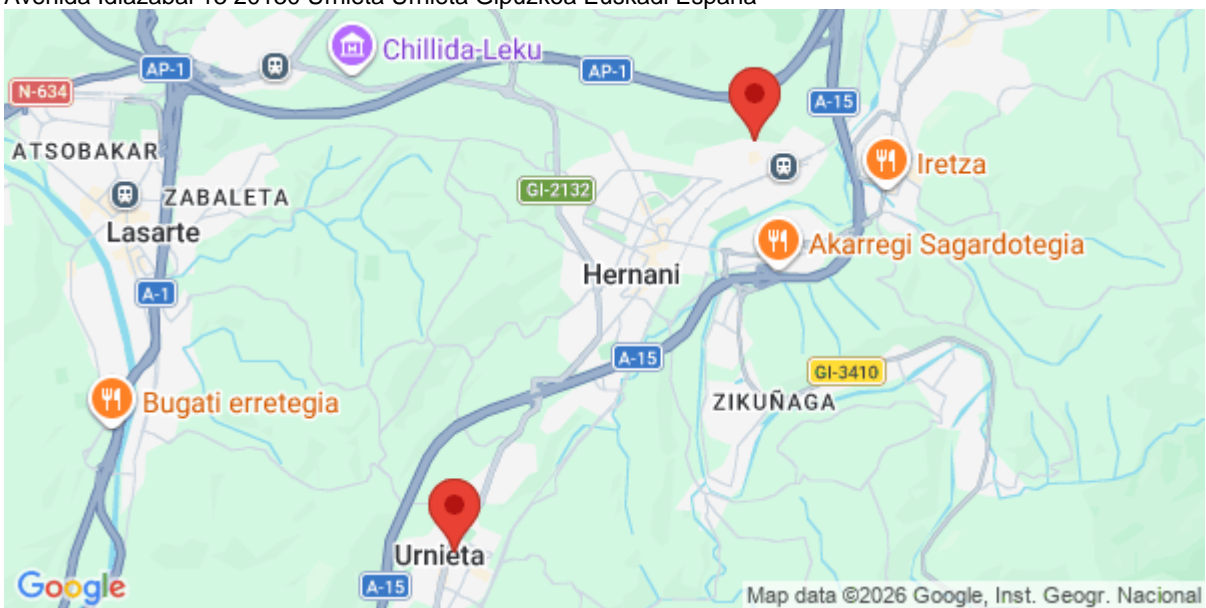 Avenida Idiazabal 18 20130 Urnieta Urnieta Gipuzkoa Euskadi España
Chillida-Leku
AP-1
AP-1
N-634
A-15
ATSOBAKAR
Iretza
GI-2132
ZABALETA
Lasarte
Akarregi Sagardotegia
Hernani
A-1
A-15
GI-3410
Bugati erretegia
ZIKUÑAGA
Urnieta
A-15
Google
Map data ©2026 Google, Inst. Geogr. Nacional